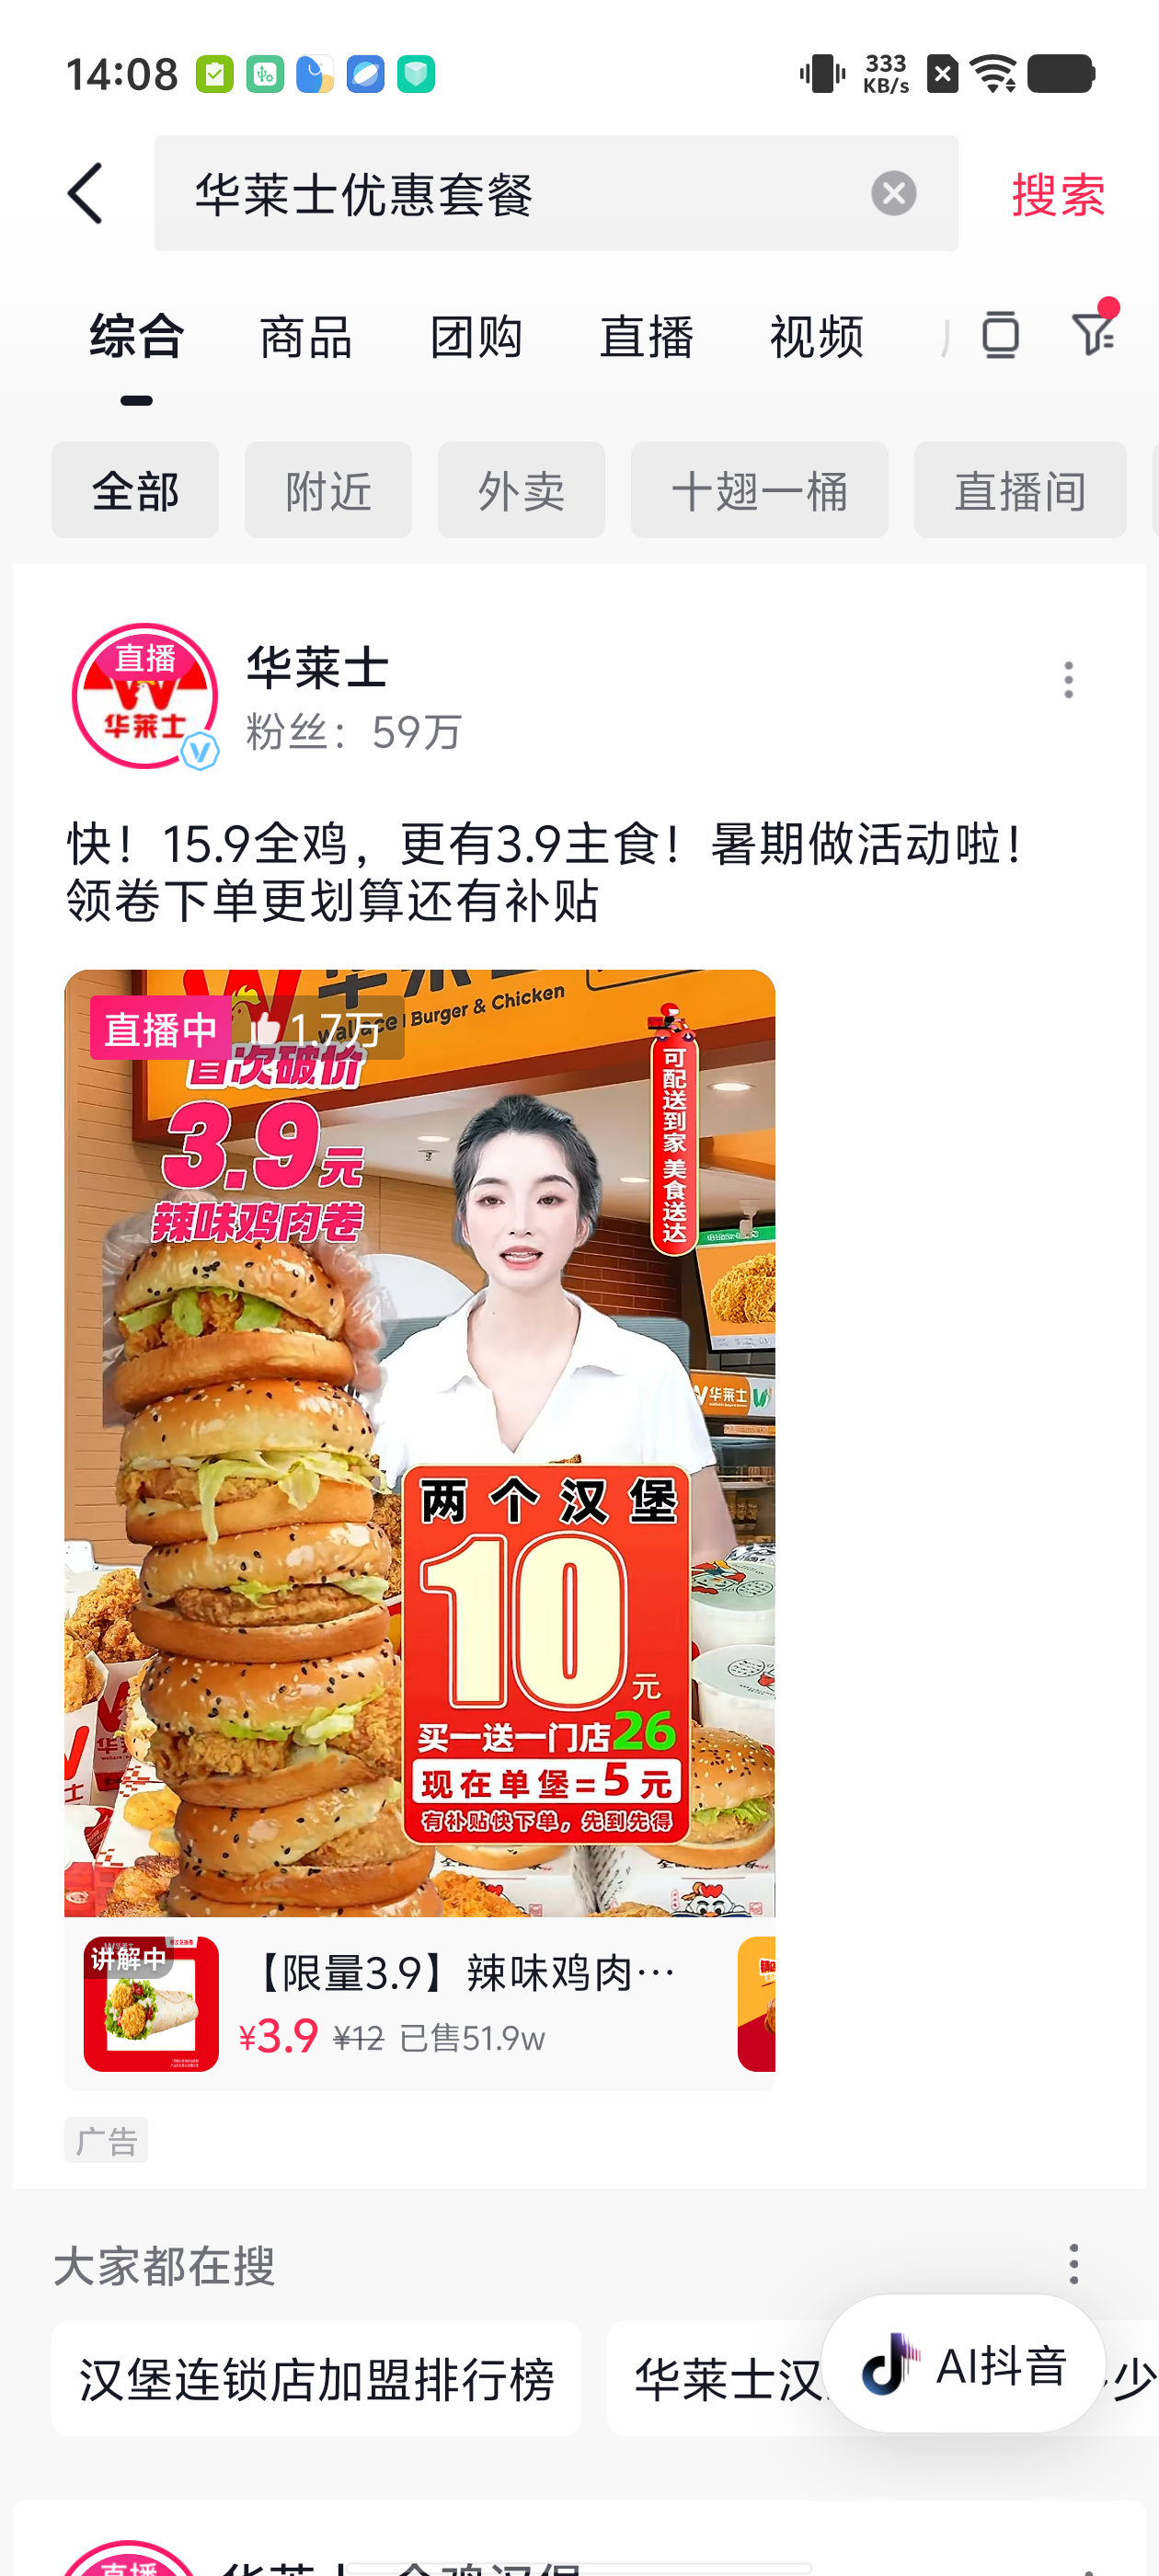 14:08
333
KB/s
华莱士优惠套餐
搜索
综合 商品 团购 直播 视频
全部 附近 外卖 十翅一桶 直播间
直播
华莱士
华莱士
粉丝：59万
快！15.9全鸡，更有3.9主食！暑期做活动啦！
领卷下单更划算还有补贴
直播中 1.7万
Wallace | Burger & Chicken
首次破价
3.9元
辣味鸡肉卷
可配送到家 美食送达
华莱士
两个汉堡
10元
买一送一门店26
现在单堡=5元
有补贴快下单，先到先得
讲解中
【限量3.9】辣味鸡肉…
¥3.9 ¥12 已售51.9w
广告
大家都在搜
汉堡连锁店加盟排行榜
华莱士汉
少
AI抖音
直播